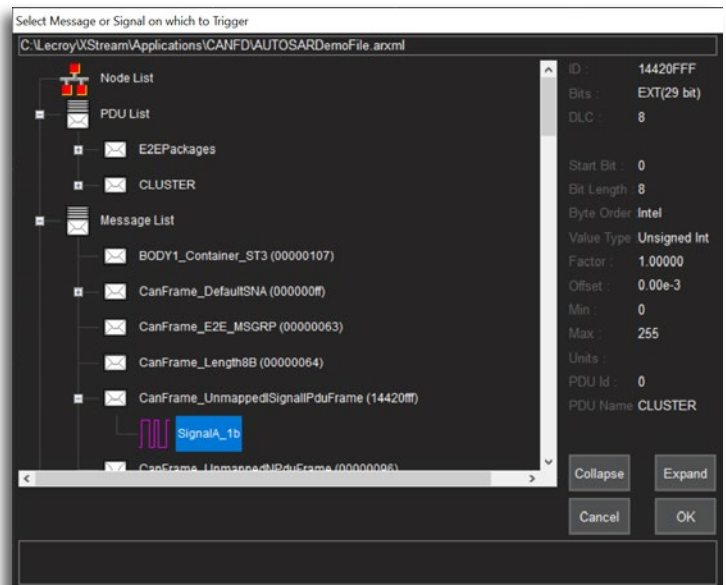 Select Message or Signal on which to Trigger
C:\Lecroy\XStream\Applications\CANFD\AUTOSARDemoFile.arxml
Node List
PDU List
E2EPackages
CLUSTER
Message List
BODY1_Container_ST3 (00000107)
CanFrame_DefaultSNA (000000ff)
CanFrame_E2E_MSGRP (00000063)
CanFrame_Length8B (00000064)
CanFrame_UnmappedISignalIPduFrame (14420fff)
SignalA_1b
CanFrame_UnmappedNPduFrame (00000096)
ID : 14420FFF
Bits : EXT(29 bit)
DLC : 8
Start Bit : 0
Bit Length : 8
Byte Order Intel
Value Type Unsigned Int
Factor : 1.00000
Offset : 0.00e-3
Min : 0
Max : 255
Units :
PDU Id : 0
PDU Name CLUSTER
Collapse Expand
Cancel OK